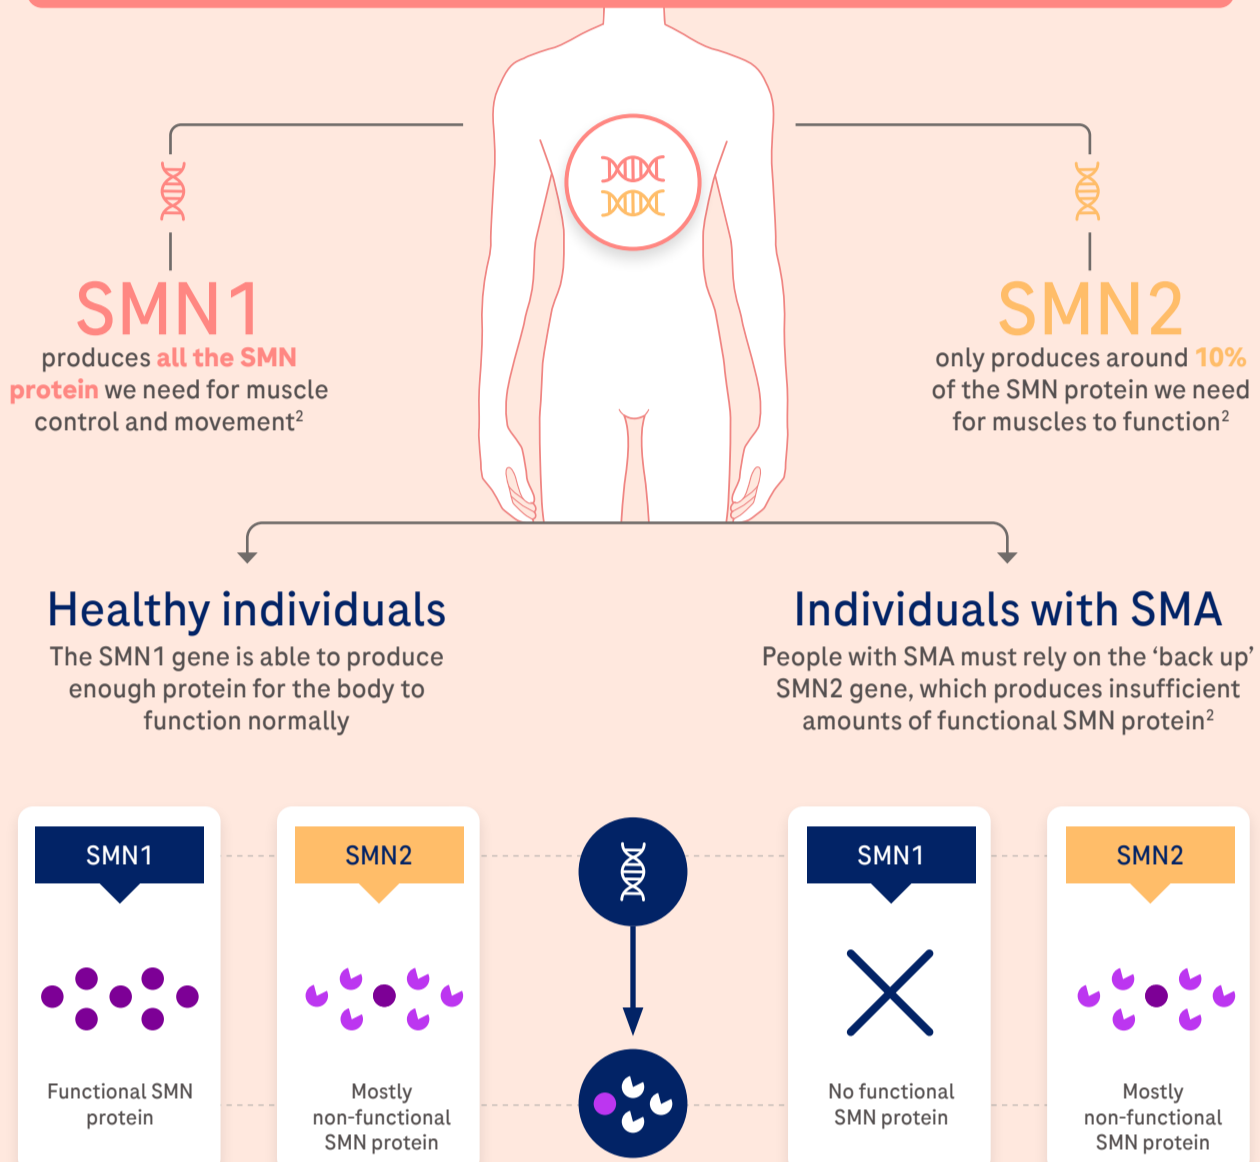 SMN1
produces all the SMN
protein we need for muscle
control and movement²
SMN2
only produces around 10%
of the SMN protein we need
for muscles to function²
Healthy individuals
The SMN1 gene is able to produce
enough protein for the body to
function normally
Individuals with SMA
People with SMA must rely on the ‘back up’
SMN2 gene, which produces insufficient
amounts of functional SMN protein²
SMN1
Functional SMN
protein
SMN2
Mostly
non-functional
SMN protein
SMN1
No functional
SMN protein
SMN2
Mostly
non-functional
SMN protein